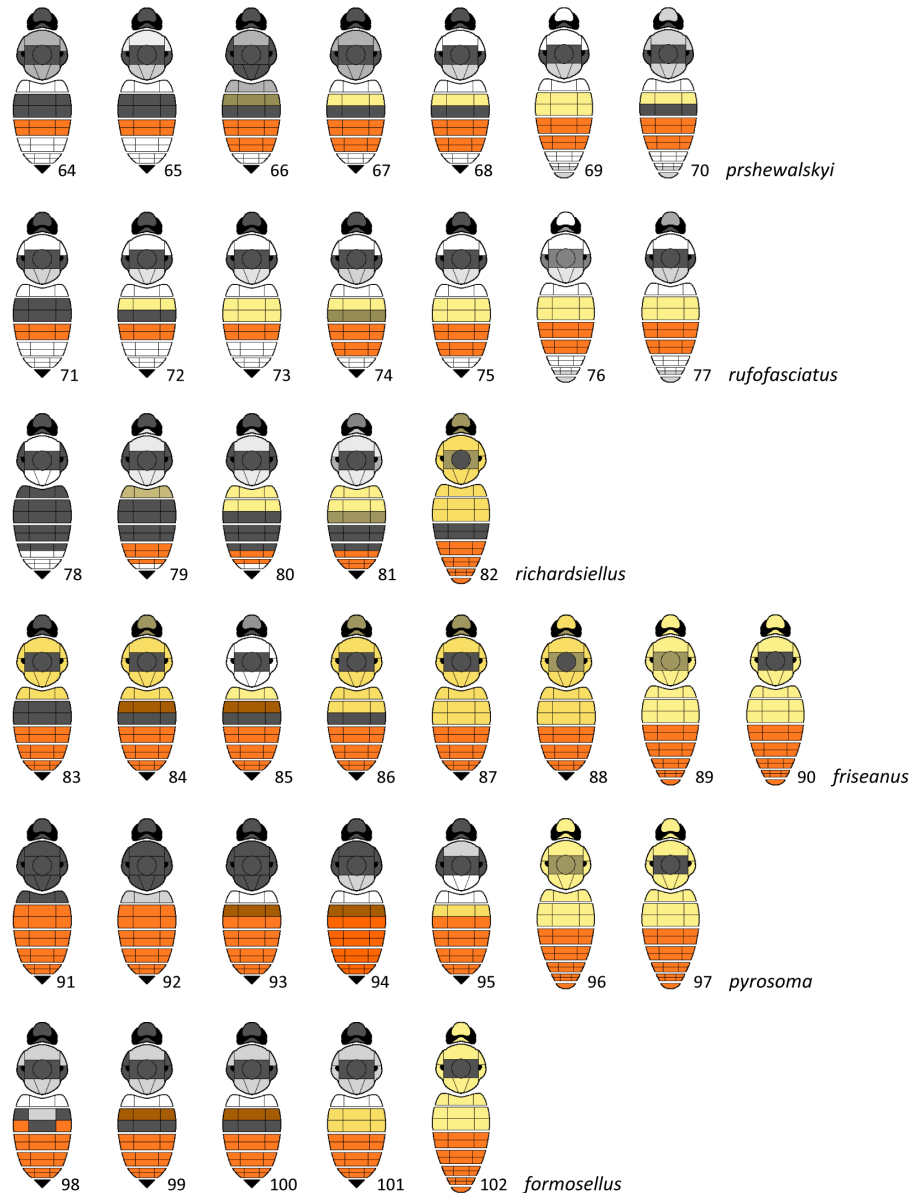 64 65 66 67 68 69 70 prshewalskyi
71 72 73 74 75 76 77 rufofasciatus
78 79 80 81 82 richardsiellus
83 84 85 86 87 88 89 90 friseanus
91 92 93 94 95 96 97 pyrosoma
98 99 100 101 102 formosellus